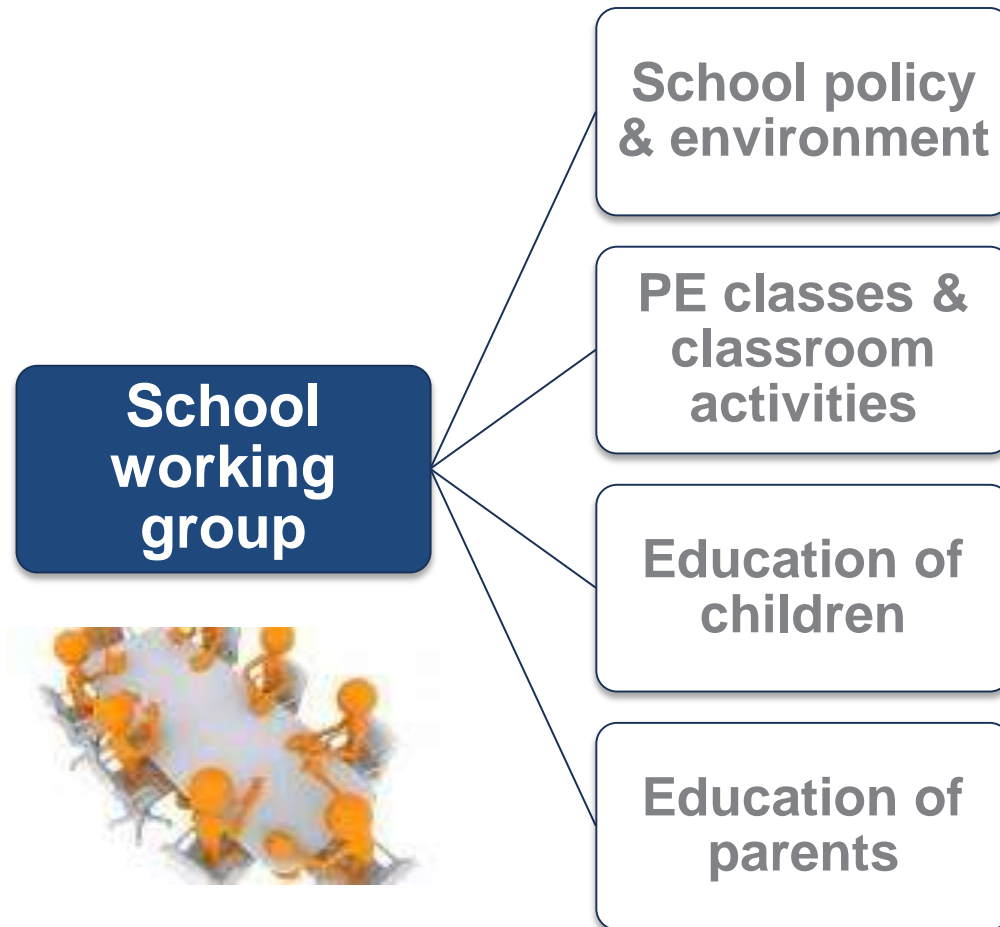 School policy
& environment
PE classes &
classroom
activities
School
working
group
Education of
children
Education of
parents